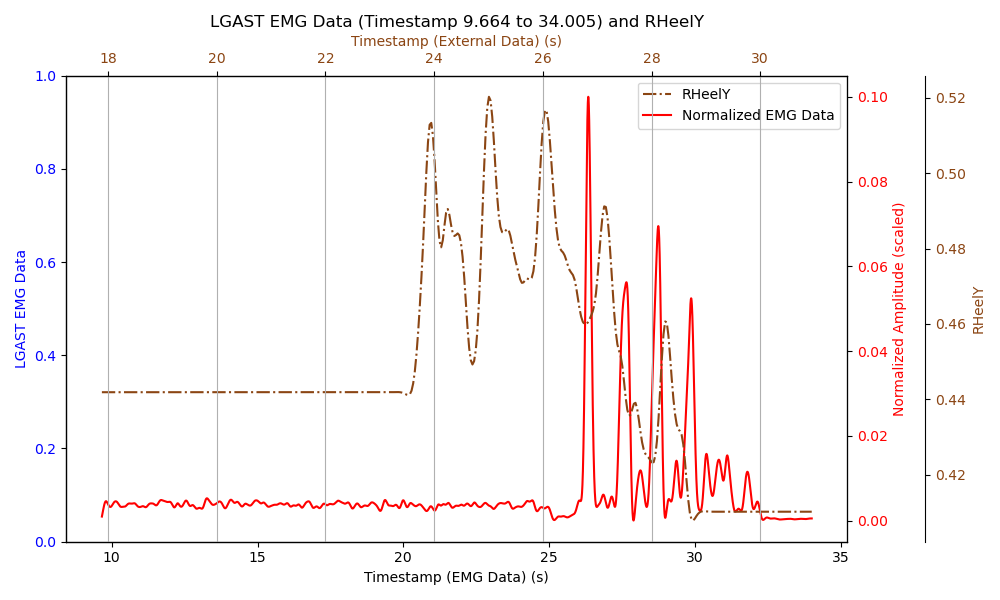 LGAST EMG Data (Timestamp 9.664 to 34.005) and RHeelY
Timestamp (External Data) (s)
18 20 22 24 26 28 30
RHeelY
Normalized EMG Data
LGAST EMG Data
1.0
0.8
0.6
0.4
0.2
0.0
Normalized Amplitude (scaled)
0.10
0.08
0.06
0.04
0.02
0.00
RHeelY
0.52
0.50
0.48
0.46
0.44
0.42
10 15 20 25 30 35
Timestamp (EMG Data) (s)